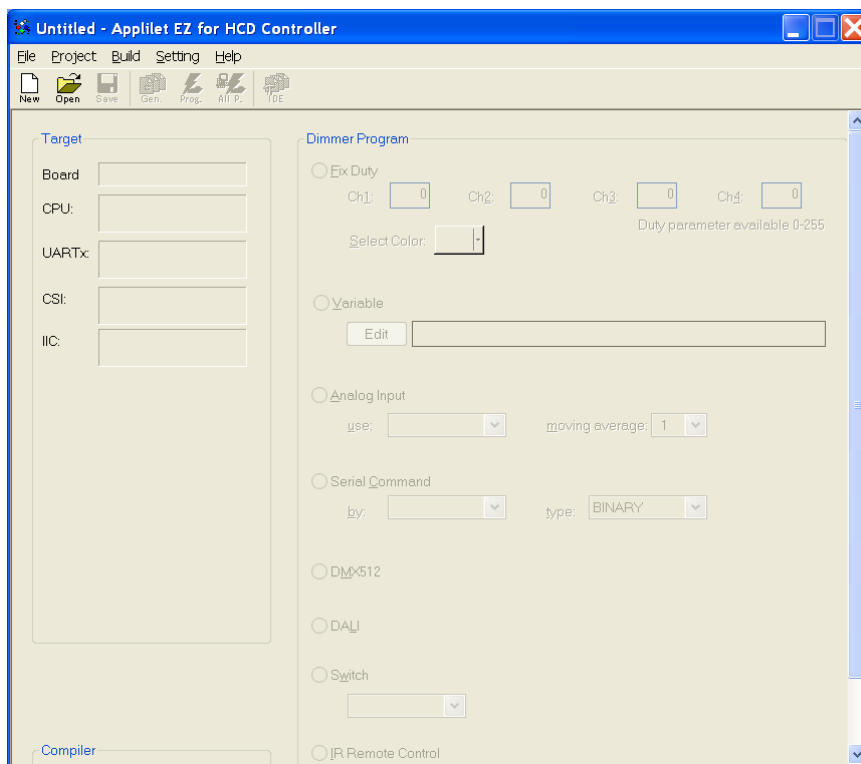 Untitled - Applilet EZ for HCD Controller
File Project Build Setting Help
New Open Save Gen. Prog. All P. IDE
Target
Board
CPU:
UARTx:
CSI:
IIC:
Compiler
Dimmer Program
Fix Duty
Ch1: 0 Ch2: 0 Ch3: 0 Ch4: 0
Duty parameter available 0-255
Select Color:
Variable
Edit
Analog Input
use: moving average: 1
Serial Command
by: type: BINARY
DMX512
DALI
Switch
IR Remote Control